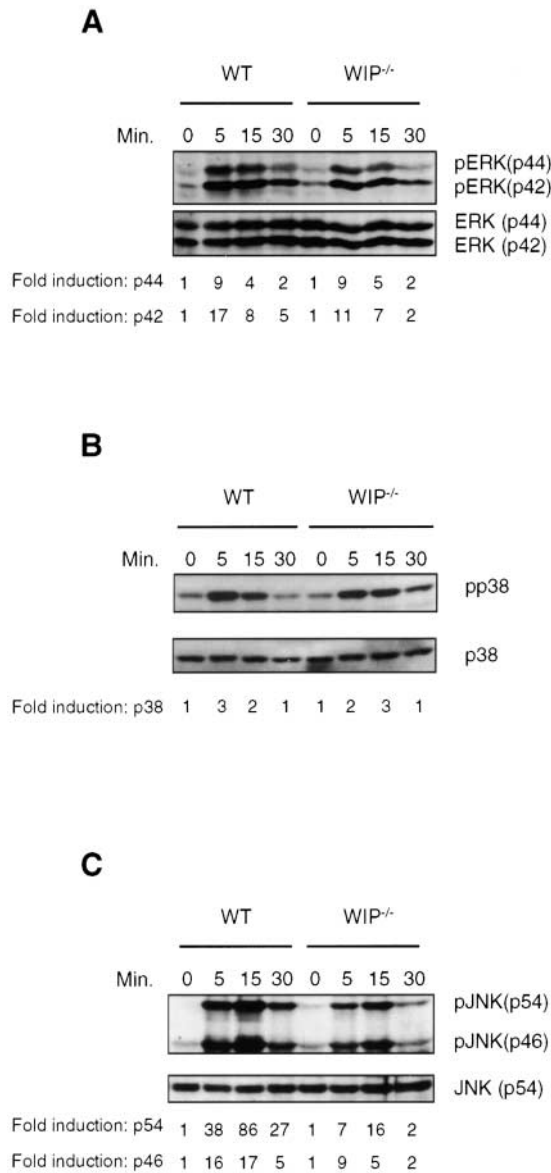 A
WT WIP-/-
Min. 0 5 15 30 0 5 15 30
pERK(p44)
pERK(p42)
ERK (p44)
ERK (p42)
Fold induction: p44 1 9 4 2 1 9 5 2
Fold induction: p42 1 17 8 5 1 11 7 2
B
WT WIP-/-
Min. 0 5 15 30 0 5 15 30
pp38
p38
Fold induction: p38 1 3 2 1 1 2 3 1
C
WT WIP-/-
Min. 0 5 15 30 0 5 15 30
pJNK(p54)
pJNK(p46)
JNK (p54)
Fold induction: p54 1 38 86 27 1 7 16 2
Fold induction: p46 1 16 17 5 1 9 5 2